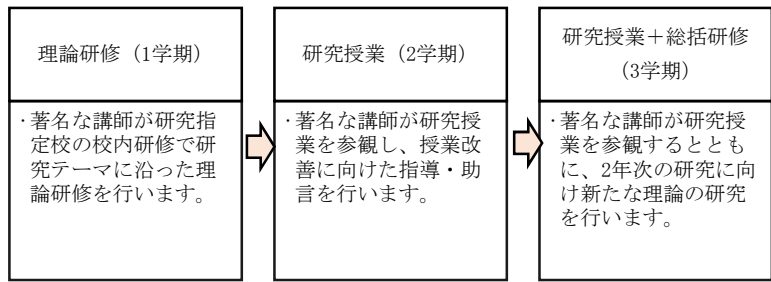 理論研修（1学期）
・著名な講師が研究指
定校の校内研修で研
究テーマに沿った理
論研修を行います。
研究授業（2学期）
・著名な講師が研究授
業を参観し、授業改
善に向けた指導・助
言を行います。
研究授業＋総括研修
（3学期）
・著名な講師が研究授
業を参観するととも
に、2年次の研究に向
け新たな理論の研究
を行います。